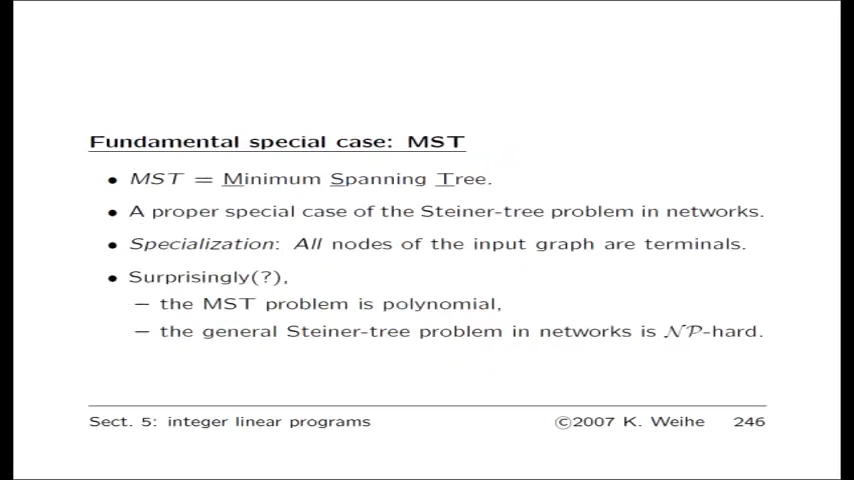 Fundamental special case: MST
• MST = Minimum Spanning Tree.
• A proper special case of the Steiner-tree problem in networks.
• Specialization: All nodes of the input graph are terminals.
• Surprisingly(?),
– the MST problem is polynomial,
– the general Steiner-tree problem in networks is NP-hard.
Sect. 5: integer linear programs ©2007 K. Weihe 246